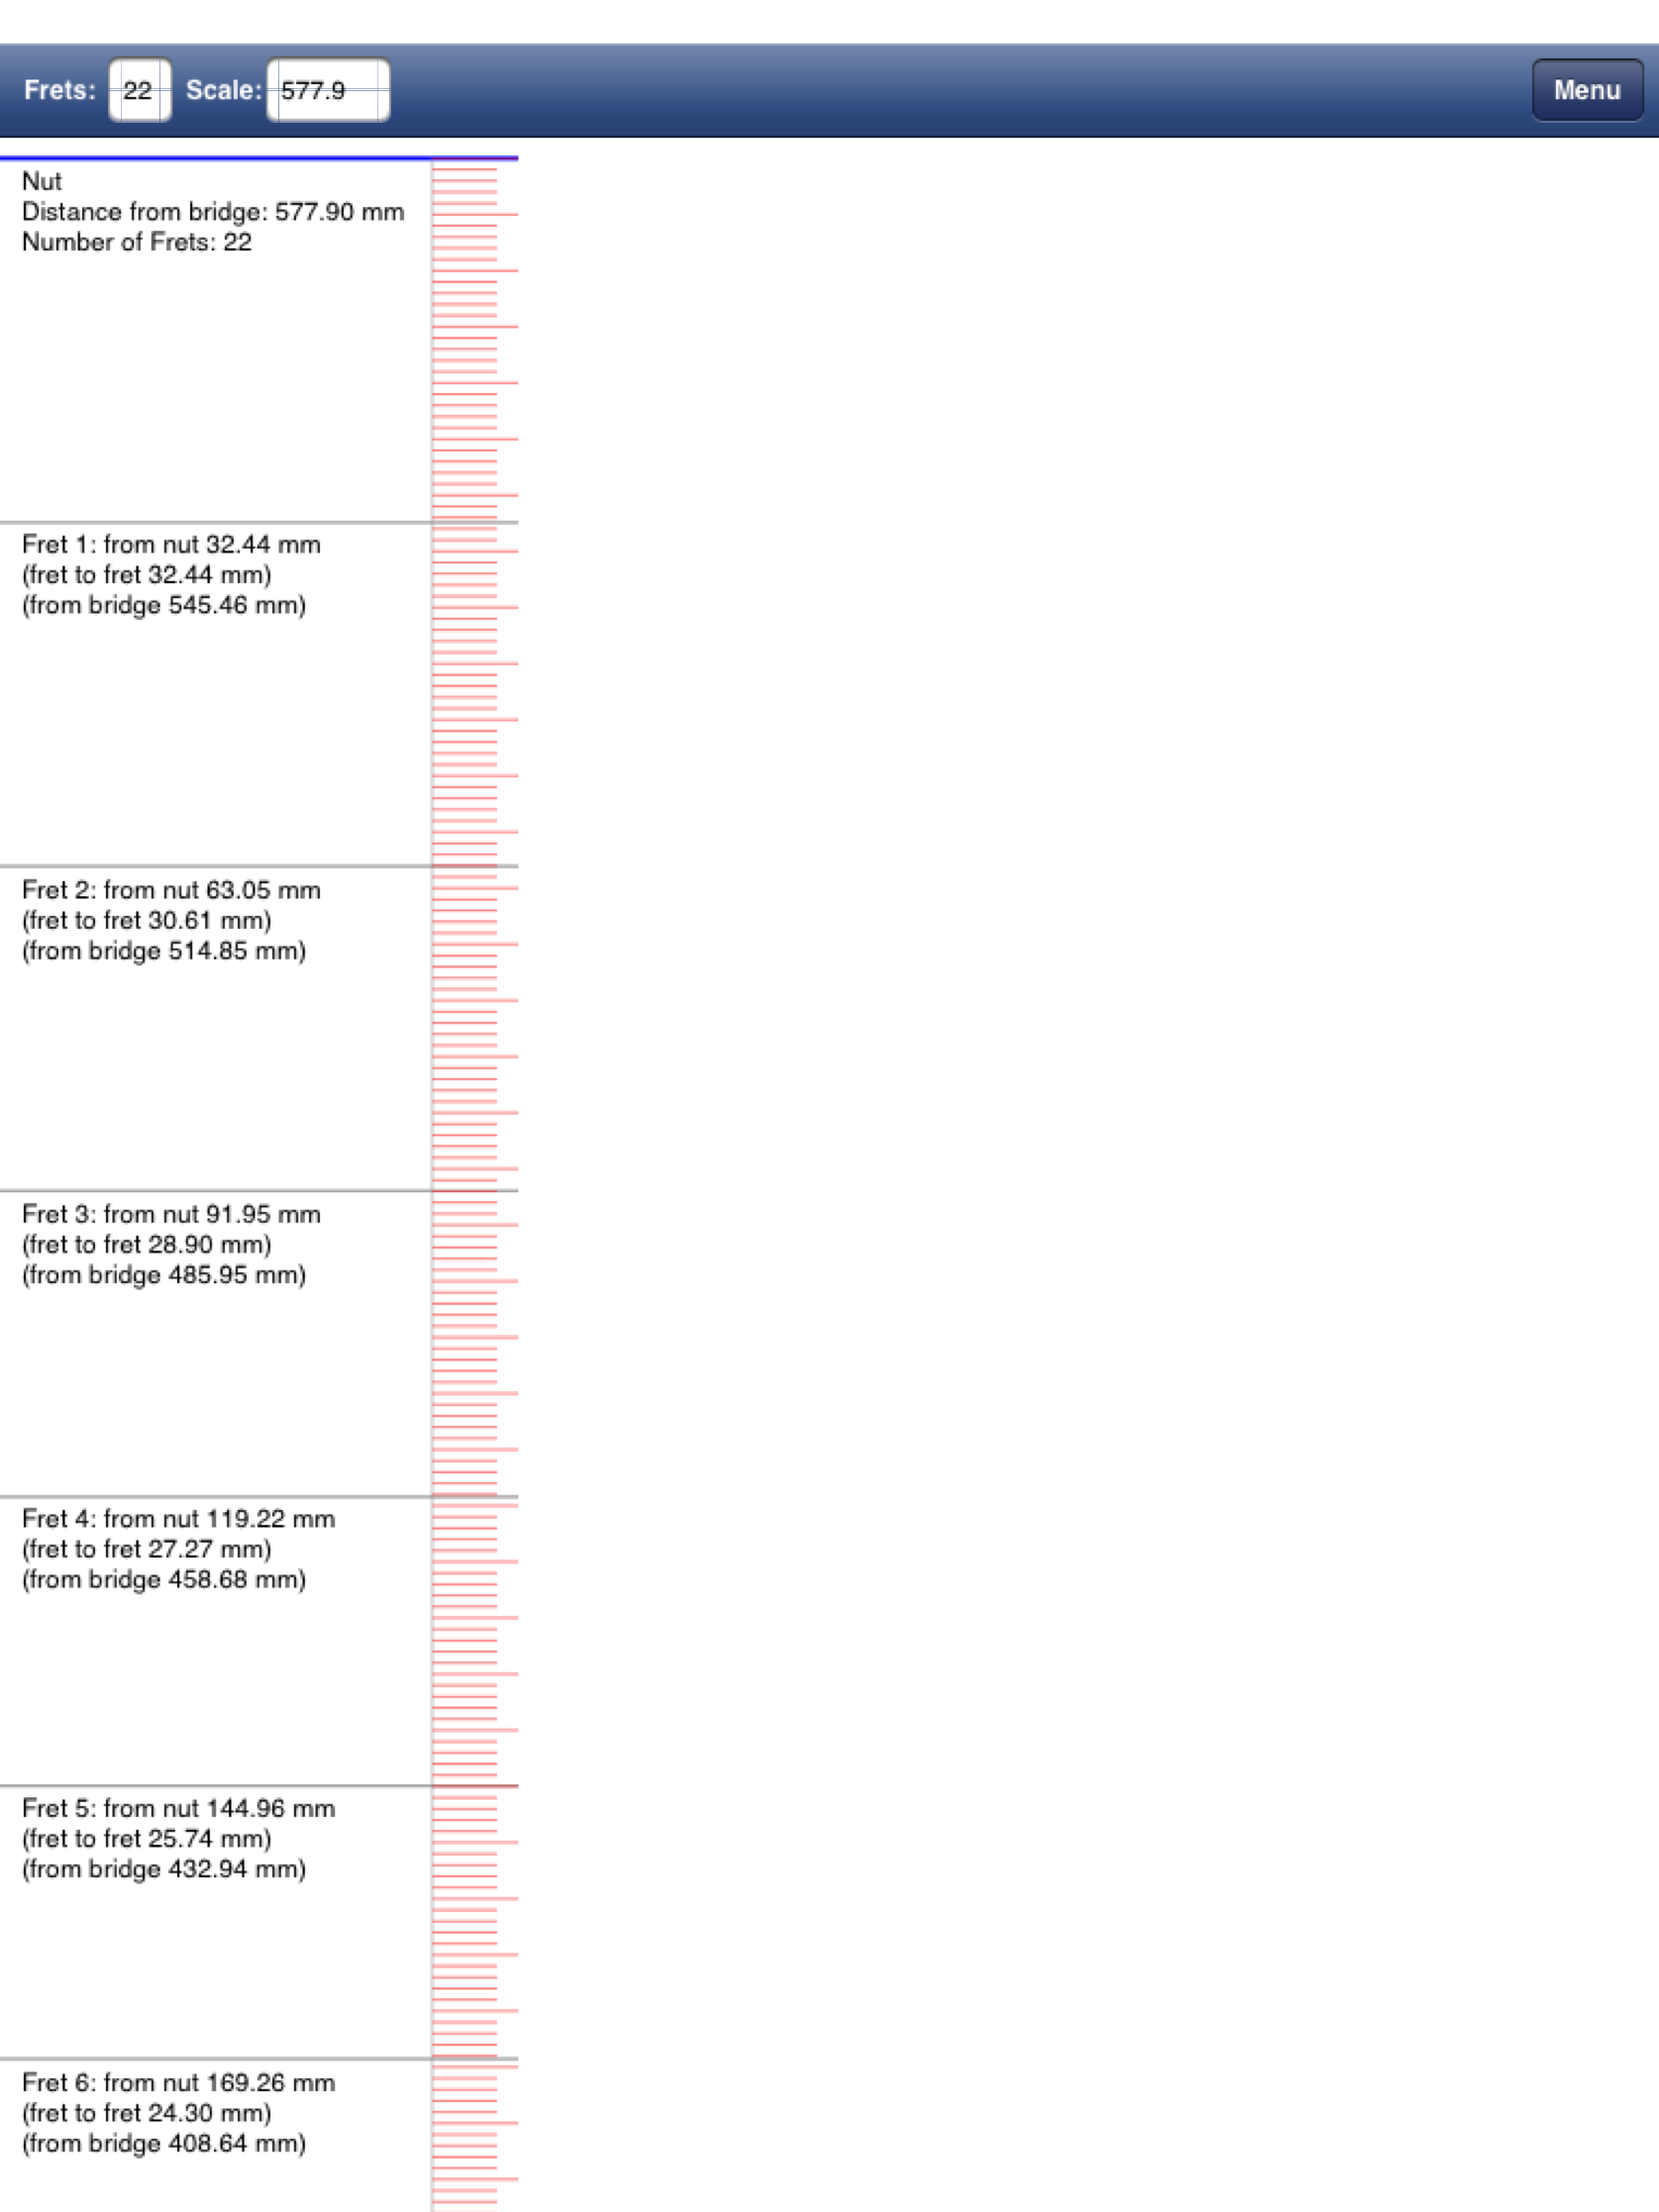 Frets: 22 Scale: 577.9 Menu
Nut
Distance from bridge: 577.90 mm
Number of Frets: 22
Fret 1: from nut 32.44 mm
(fret to fret 32.44 mm)
(from bridge 545.46 mm)
Fret 2: from nut 63.05 mm
(fret to fret 30.61 mm)
(from bridge 514.85 mm)
Fret 3: from nut 91.95 mm
(fret to fret 28.90 mm)
(from bridge 485.95 mm)
Fret 4: from nut 119.22 mm
(fret to fret 27.27 mm)
(from bridge 458.68 mm)
Fret 5: from nut 144.96 mm
(fret to fret 25.74 mm)
(from bridge 432.94 mm)
Fret 6: from nut 169.26 mm
(fret to fret 24.30 mm)
(from bridge 408.64 mm)